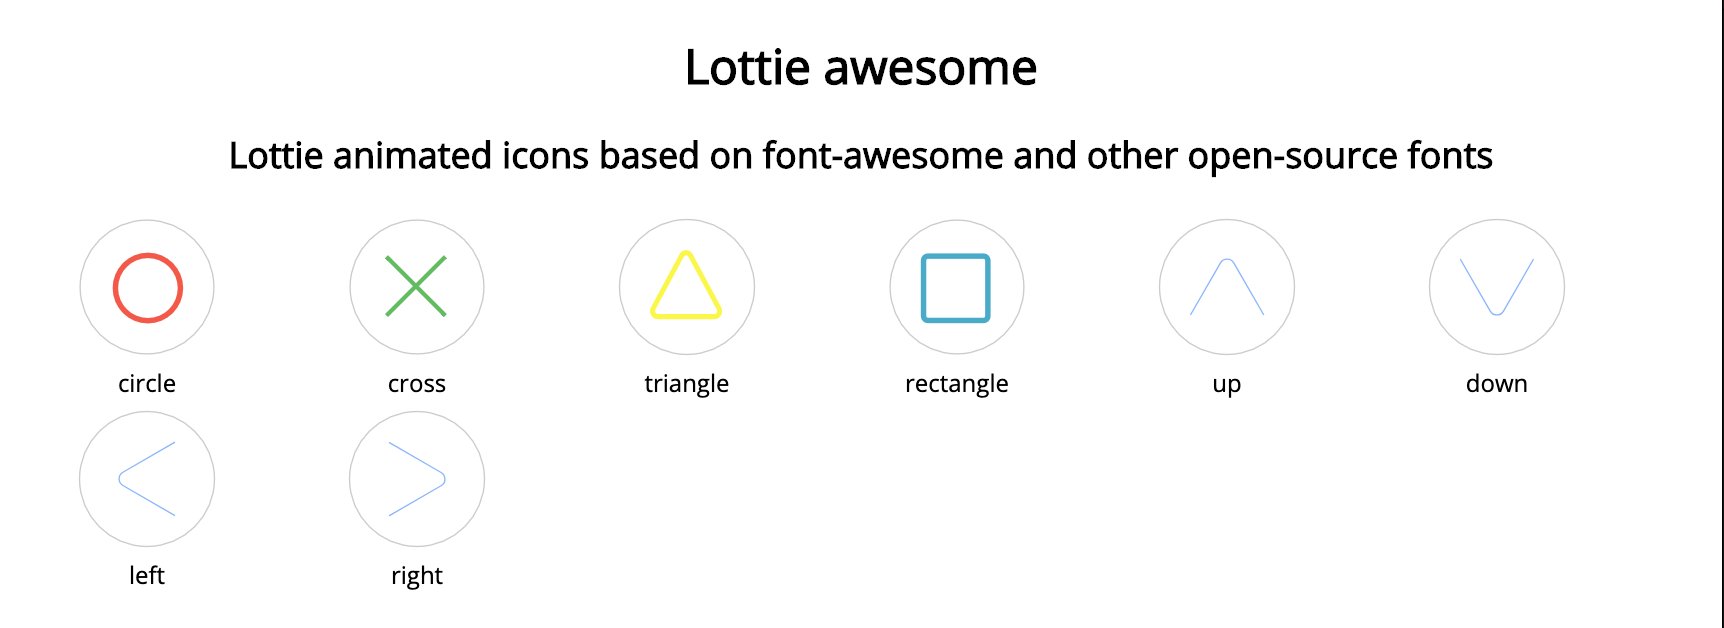 Lottie awesome
Lottie animated icons based on font-awesome and other open-source fonts
circle
cross
triangle
rectangle
up
down
left
right